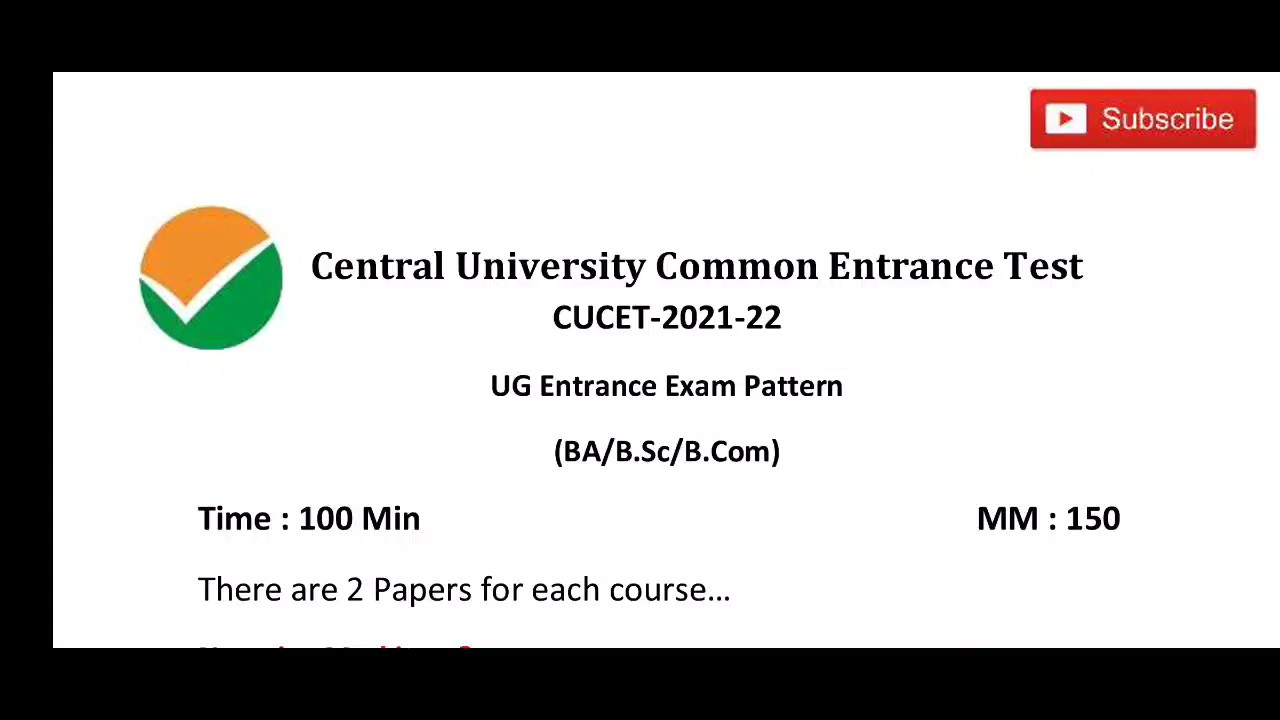 Subscribe
Central University Common Entrance Test
CUCET-2021-22
UG Entrance Exam Pattern
(BA/B.Sc/B.Com)
Time : 100 Min MM : 150
There are 2 Papers for each course...